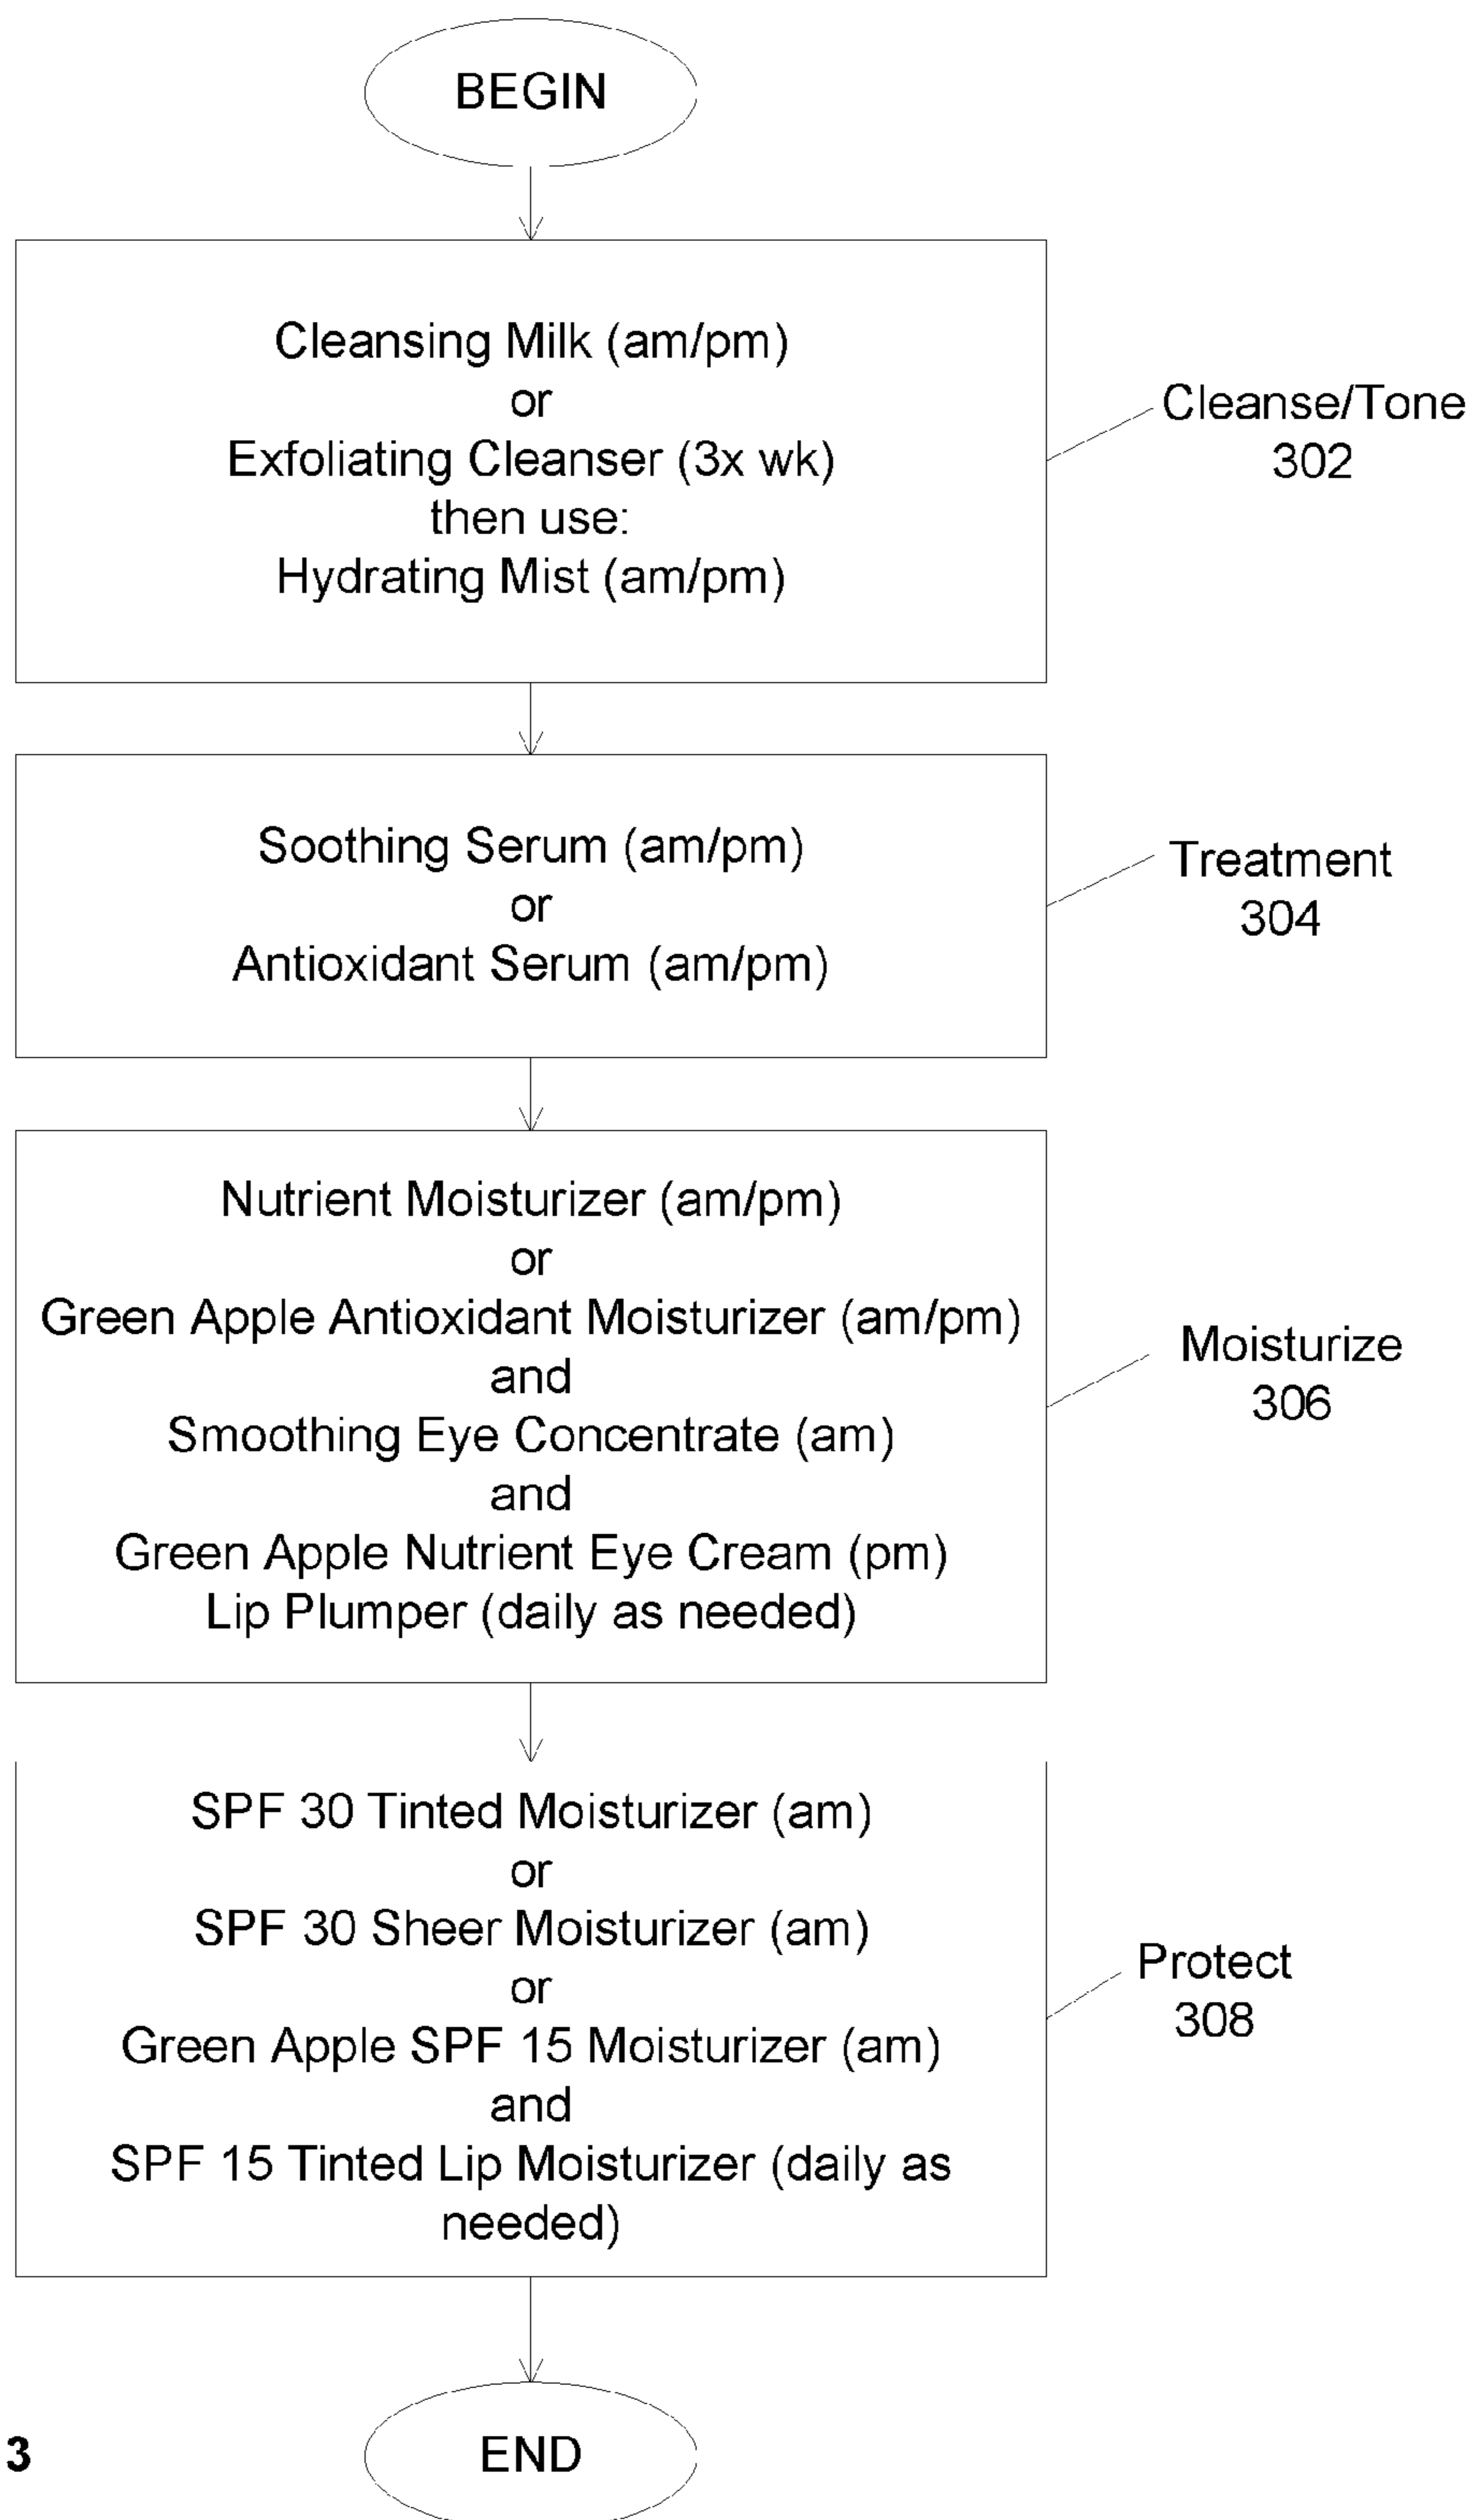 BEGIN
Cleansing Milk (am/pm)
or
Exfoliating Cleanser (3x wk)
then use:
Hydrating Mist (am/pm)
Cleanse/Tone
302
Soothing Serum (am/pm)
or
Antioxidant Serum (am/pm)
Treatment
304
Nutrient Moisturizer (am/pm)
or
Green Apple Antioxidant Moisturizer (am/pm)
and
Smoothing Eye Concentrate (am)
and
Green Apple Nutrient Eye Cream (pm)
Lip Plumper (daily as needed)
Moisturize
306
SPF 30 Tinted Moisturizer (am)
or
SPF 30 Sheer Moisturizer (am)
or
Green Apple SPF 15 Moisturizer (am)
and
SPF 15 Tinted Lip Moisturizer (daily as
needed)
Protect
308
3
END